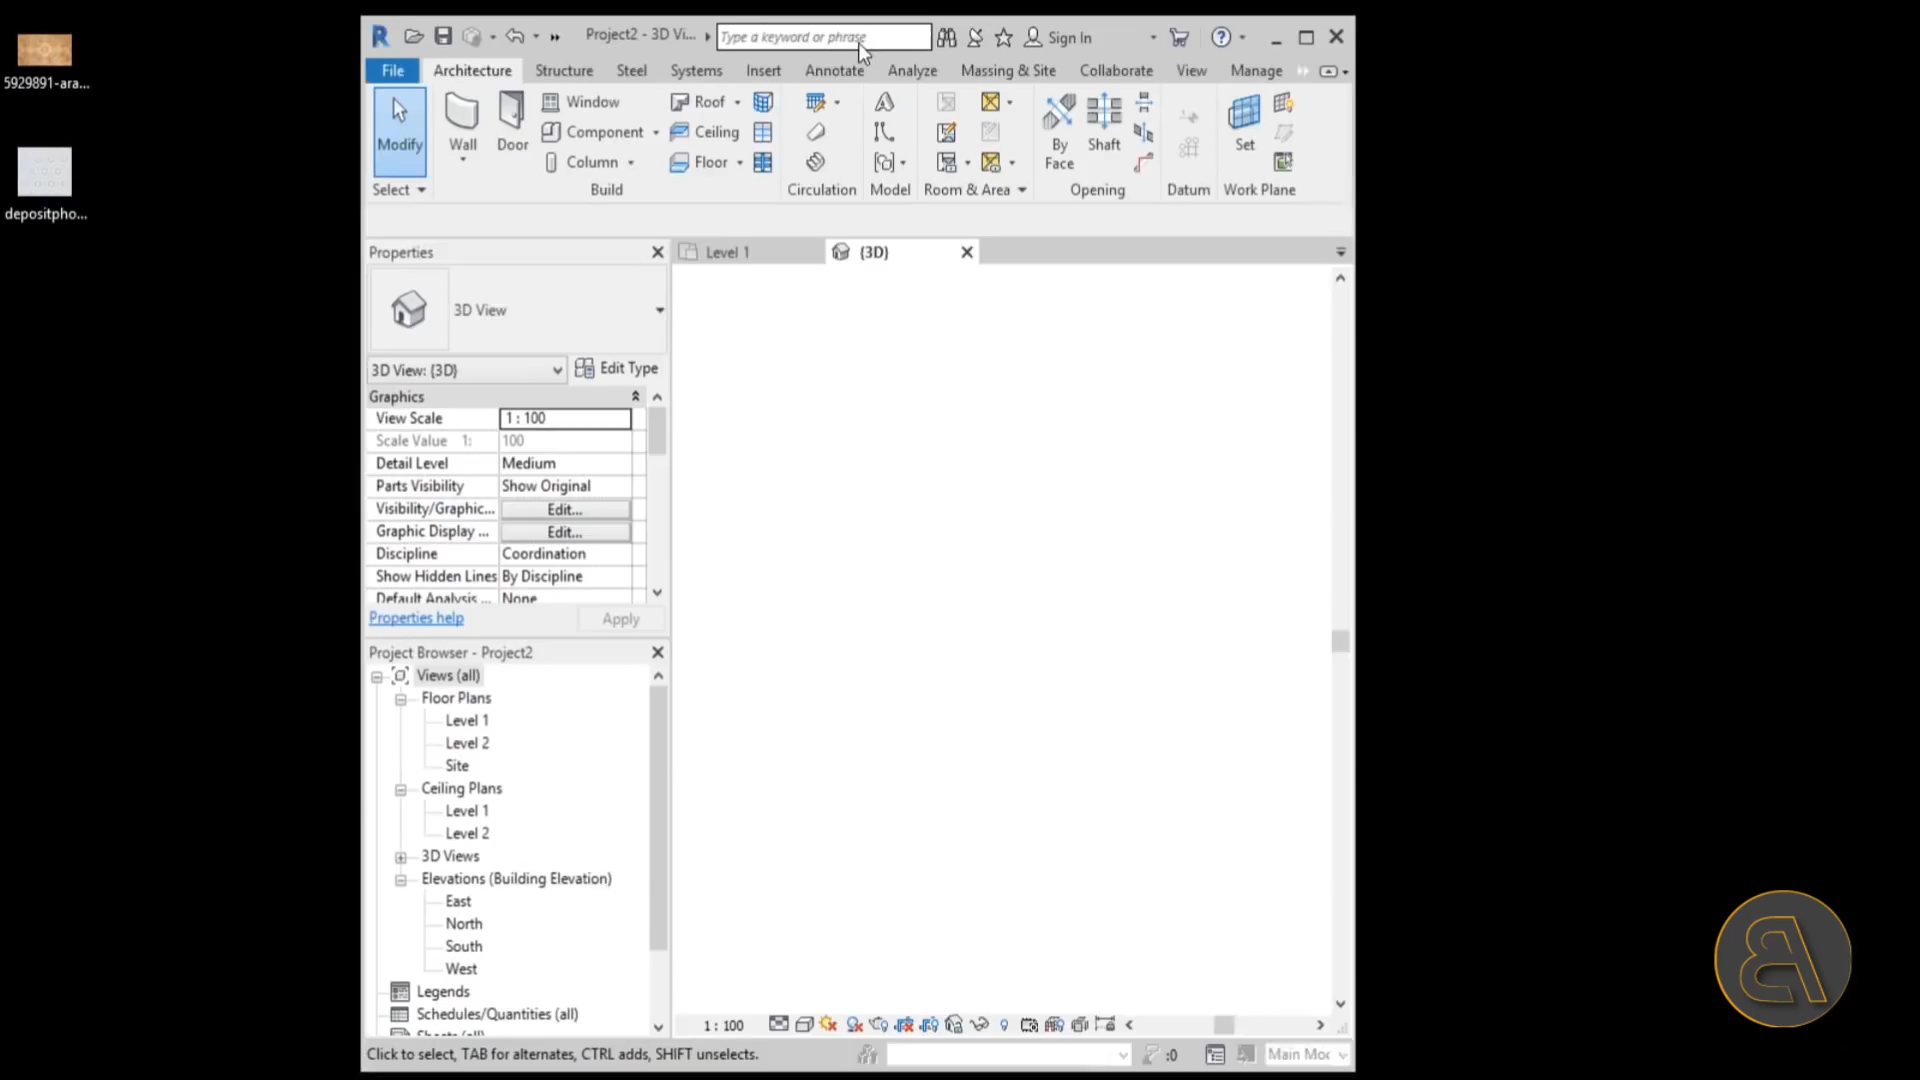 5929891-ara...
depositpho...
Project2 - 3D Vi...
Type a keyword or phrase
Sign In
File
Architecture
Structure
Steel
Systems
Insert
Annotate
Analyze
Massing & Site
Collaborate
View
Manage
Modify
Wall
Door
Window
Component
Column
Roof
Ceiling
Floor
By
Face
Shaft
Set
Select
Build
Circulation
Model
Room & Area
Opening
Datum
Work Plane
Properties
3D View
3D View: {3D}
Edit Type
Graphics
View Scale
1 : 100
Scale Value 1:
100
Detail Level
Medium
Parts Visibility
Show Original
Visibility/Graphic...
Edit...
Graphic Display ...
Edit...
Discipline
Coordination
Show Hidden Lines
By Discipline
Default Analysis ...
None
Properties help
Apply
Project Browser - Project2
Views (all)
Floor Plans
Level 1
Level 2
Site
Ceiling Plans
Level 1
Level 2
3D Views
Elevations (Building Elevation)
East
North
South
West
Legends
Schedules/Quantities (all)
Sheets (all)
Level 1
{3D}
1 : 100
Click to select, TAB for alternates, CTRL adds, SHIFT unselects.
:0
Main Moc